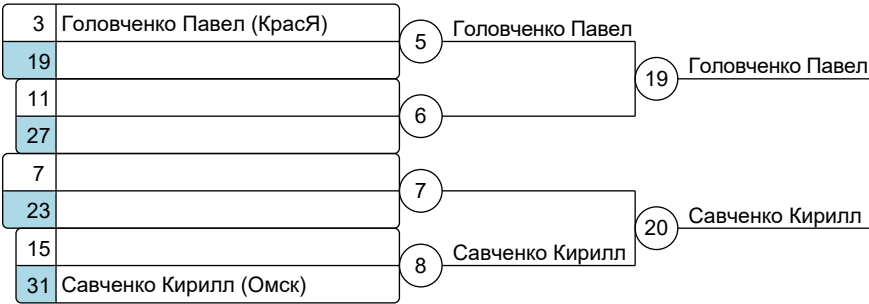 3 Головченко Павел (КрасЯ)
19
11
27
7
23
15
31 Савченко Кирилл (Омск)
5 Головченко Павел
6
7
8 Савченко Кирилл
19 Головченко Павел
20 Савченко Кирилл